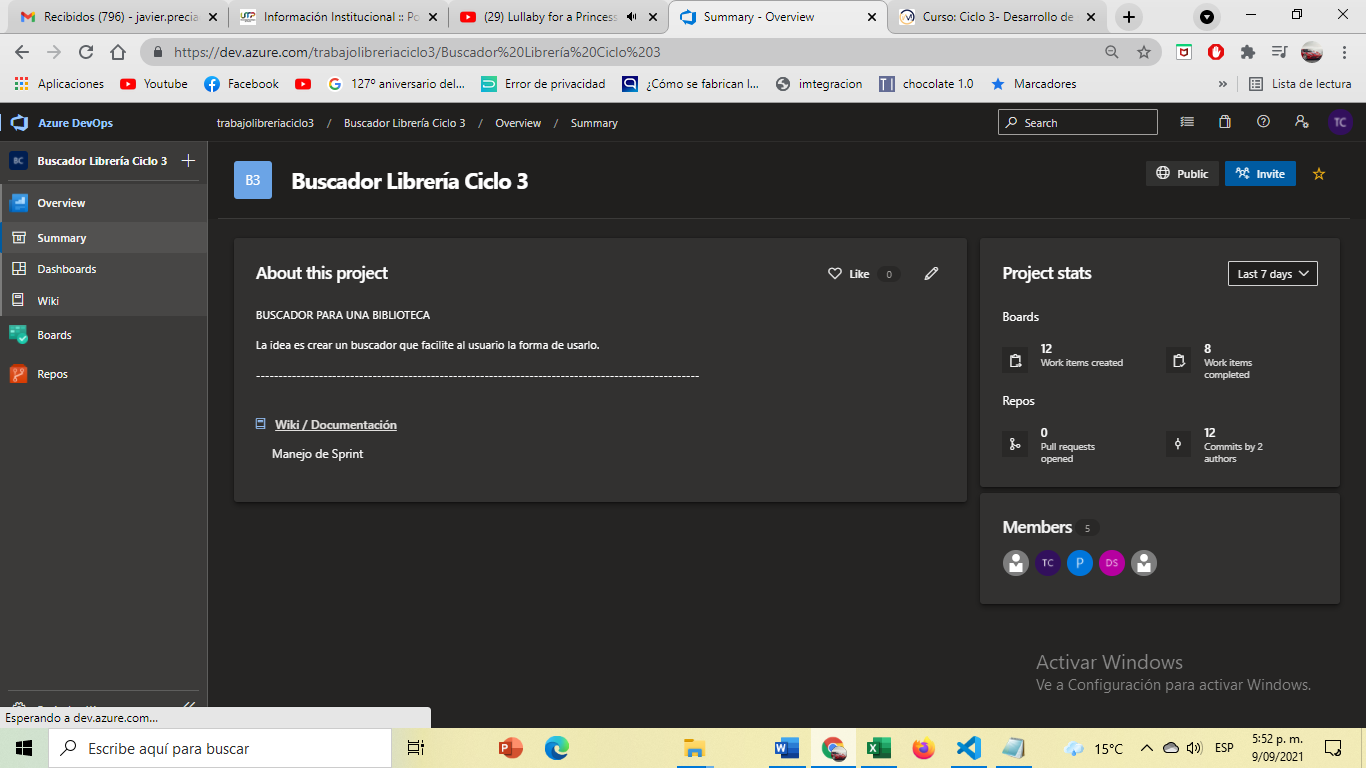 Recibidos (796) - javier.precia
Información Institucional :: Po
(29) Lullaby for a Princess
Summary - Overview
Curso: Ciclo 3- Desarrollo de
https://dev.azure.com/trabajolibreriaciclo3/Buscador%20Librería%20Ciclo%203
Aplicaciones
Youtube
Facebook
127º aniversario del...
Error de privacidad
¿Cómo se fabrican l...
imtegracion
chocolate 1.0
Marcadores
»
Lista de lectura
Azure DevOps
trabajolibreriaciclo3 / Buscador Librería Ciclo 3 / Overview / Summary
Search
TC
BC Buscador Librería Ciclo 3
Overview
Summary
Dashboards
Wiki
Boards
Repos
B3
Buscador Librería Ciclo 3
Public
Invite
About this project
Like 0
BUSCADOR PARA UNA BIBLIOTECA
La idea es crear un buscador que facilite al usuario la forma de usarlo.
----------------------------------------------------------------------------------------------------
Wiki / Documentación
Manejo de Sprint
Project stats
Last 7 days
Boards
12
Work items created
8
Work items
completed
Repos
0
Pull requests
opened
12
Commits by 2
authors
Members 5
TC P DS
Activar Windows
Ve a Configuración para activar Windows.
Esperando a dev.azure.com...
Escribe aquí para buscar
15°C
ESP
5:52 p. m.
9/09/2021